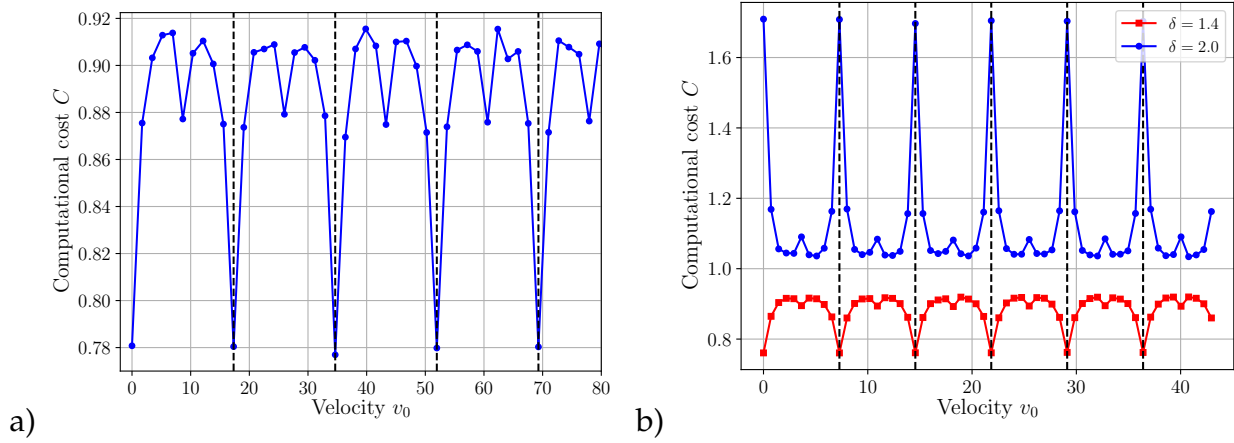 a)
Computational cost C
0.92
0.90
0.88
0.86
0.84
0.82
0.80
0.78
0 10 20 30 40 50 60 70 80
Velocity v₀
b)
Computational cost C
1.6
1.4
1.2
1.0
0.8
0 10 20 30 40
Velocity v₀
δ = 1.4
δ = 2.0